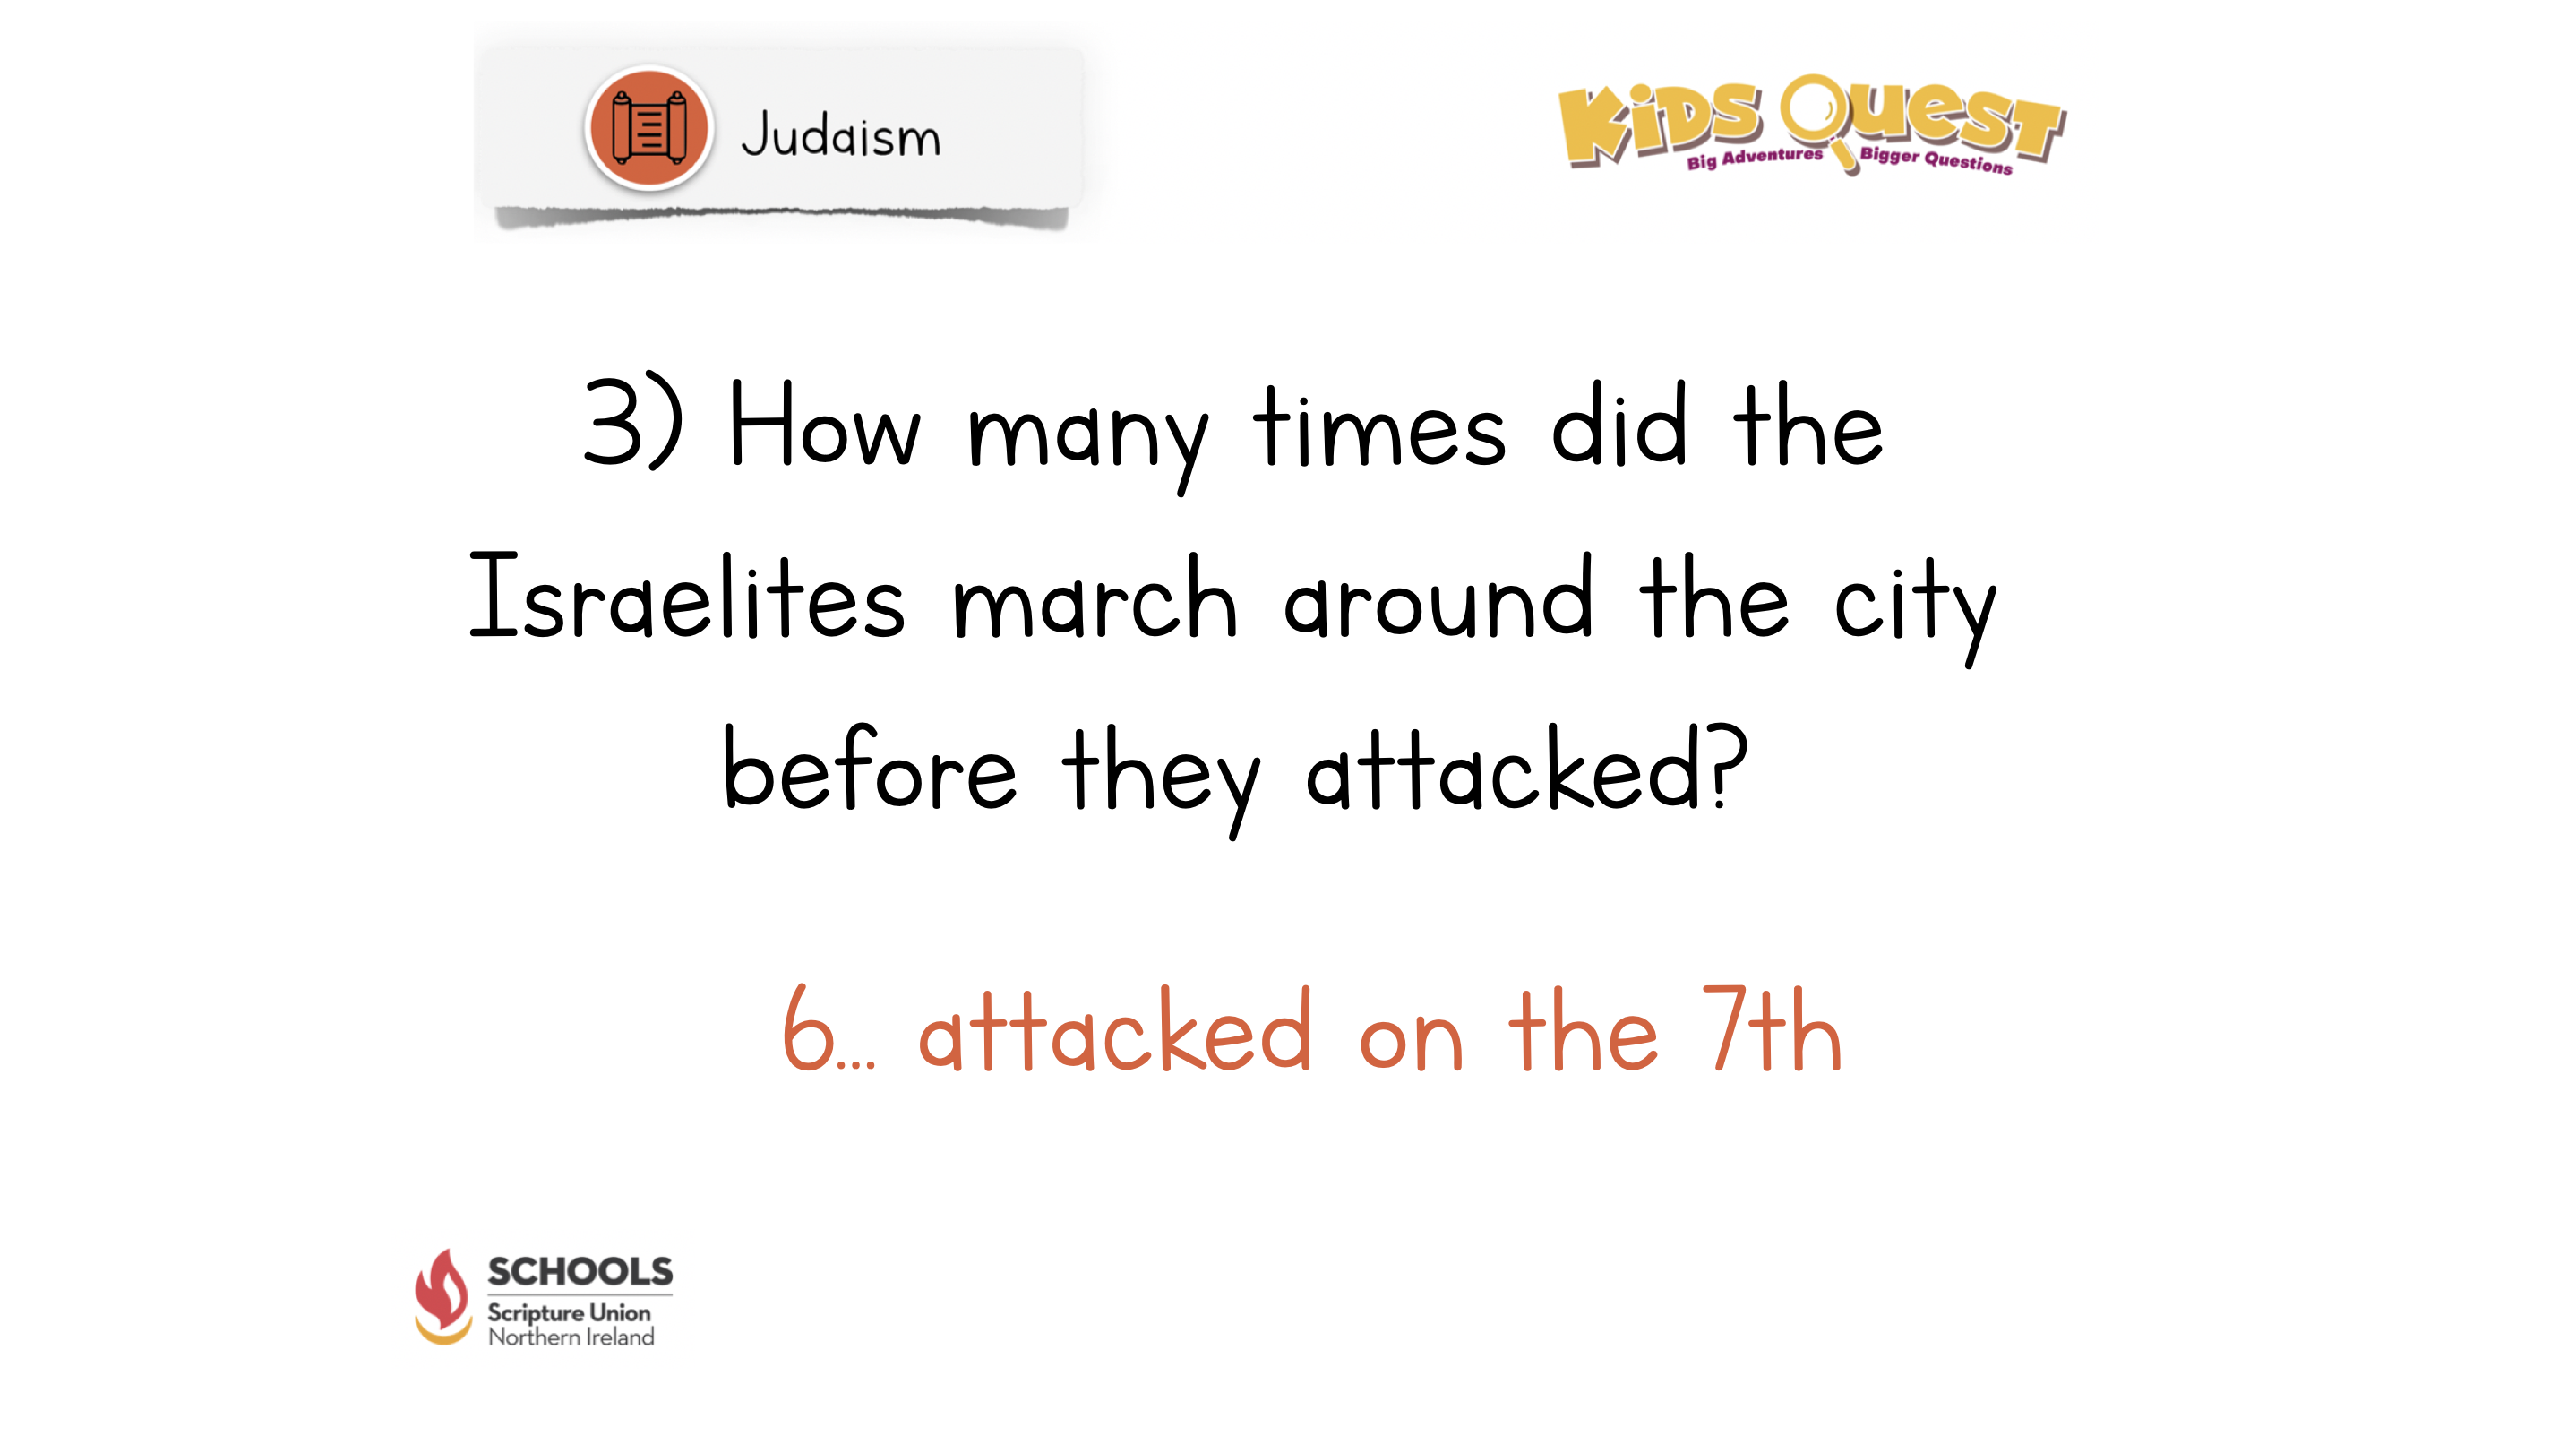 Judaism
KiDS QUEST
Big Adventures Bigger Questions
3) How many times did the
Israelites march around the city
before they attacked?
6... attacked on the 7th
SCHOOLS
Scripture Union
Northern Ireland